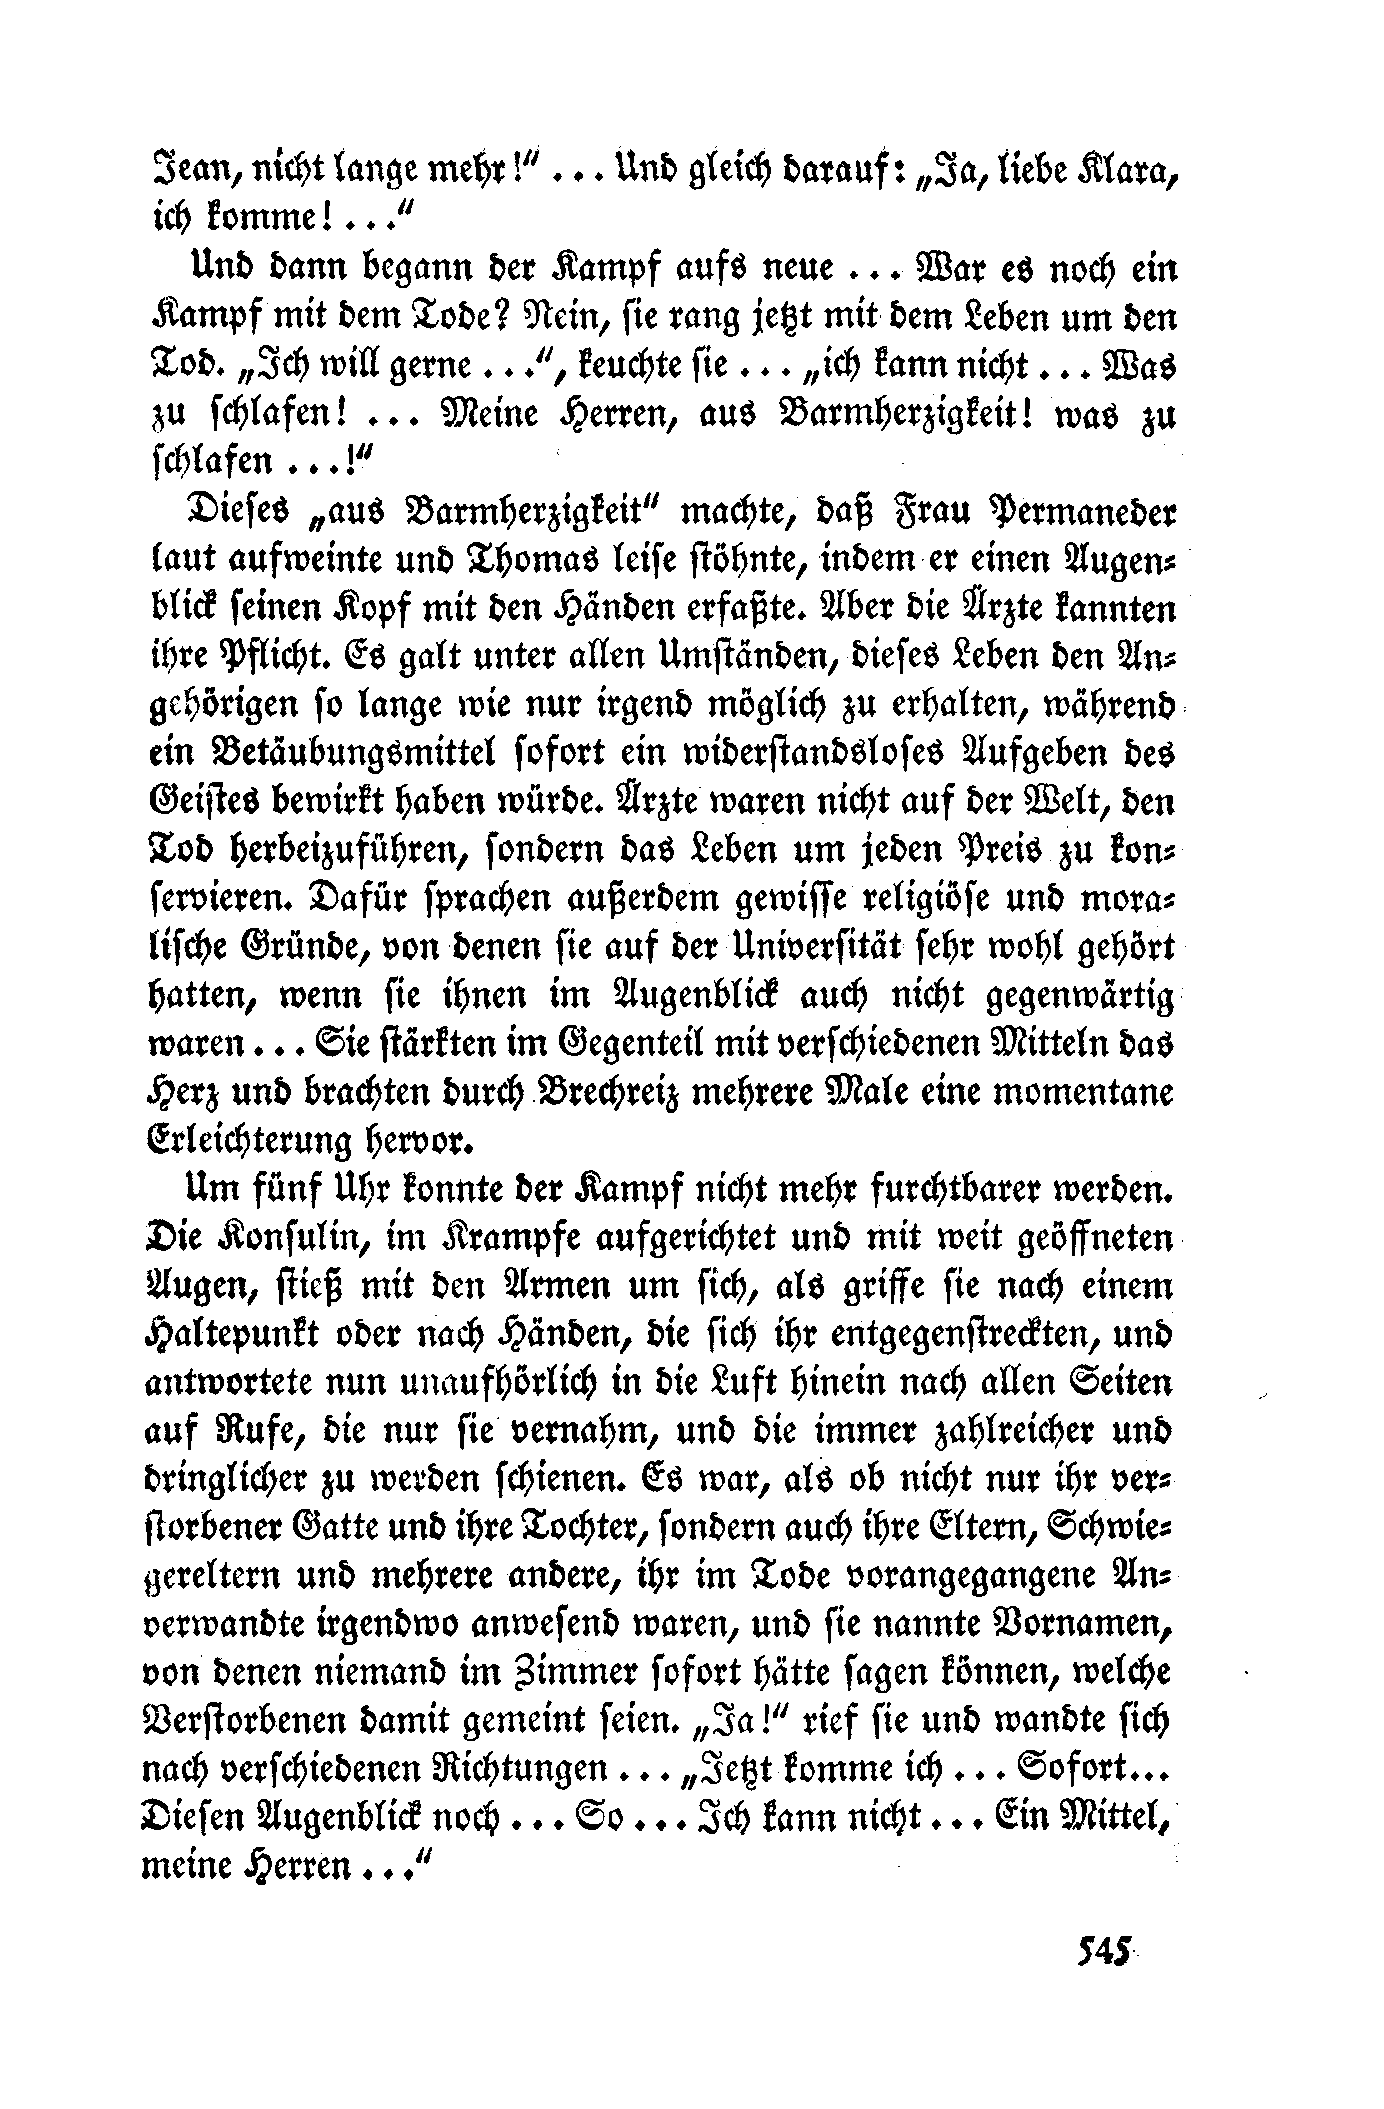 Jean, nicht lange mehr!“ ... Und gleich darauf: „Ja, liebe Klara,
ich komme! ...“
Und dann begann der Kampf aufs neue ... War es noch ein
Kampf mit dem Tode? Nein, sie rang jetzt mit dem Leben um den
Tod. „Ich will gerne ...“, keuchte sie ... „ich kann nicht ... Was
zu schlafen! ... Meine Herren, aus Barmherzigkeit! was zu
schlafen ...!“
Dieses „aus Barmherzigkeit“ machte, daß Frau Permaneder
laut aufweinte und Thomas leise stöhnte, indem er einen Augen-
blick seinen Kopf mit den Händen erfaßte. Aber die Ärzte kannten
ihre Pflicht. Es galt unter allen Umständen, dieses Leben den An-
gehörigen so lange wie nur irgend möglich zu erhalten, während
ein Betäubungsmittel sofort ein widerstandsloses Aufgeben des
Geistes bewirkt haben würde. Ärzte waren nicht auf der Welt, den
Tod herbeizuführen, sondern das Leben um jeden Preis zu kon-
servieren. Dafür sprachen außerdem gewisse religiöse und mora-
lische Gründe, von denen sie auf der Universität sehr wohl gehört
hatten, wenn sie ihnen im Augenblick auch nicht gegenwärtig
waren ... Sie stärkten im Gegenteil mit verschiedenen Mitteln das
Herz und brachten durch Brechreiz mehrere Male eine momentane
Erleichterung hervor.
Um fünf Uhr konnte der Kampf nicht mehr furchtbarer werden.
Die Konsulin, im Krampfe aufgerichtet und mit weit geöffneten
Augen, stieß mit den Armen um sich, als griffe sie nach einem
Haltepunkt oder nach Händen, die sich ihr entgegenstreckten, und
antwortete nun unaufhörlich in die Luft hinein nach allen Seiten
auf Rufe, die nur sie vernahm, und die immer zahlreicher und
dringlicher zu werden schienen. Es war, als ob nicht nur ihr ver-
storbener Gatte und ihre Tochter, sondern auch ihre Eltern, Schwie-
gereltern und mehrere andere, ihr im Tode vorangegangene An-
verwandte irgendwo anwesend waren, und sie nannte Vornamen,
von denen niemand im Zimmer sofort hätte sagen können, welche
Verstorbenen damit gemeint seien. „Ja!“ rief sie und wandte sich
nach verschiedenen Richtungen ... „Jetzt komme ich ... Sofort...
Diesen Augenblick noch ... So ... Ich kann nicht ... Ein Mittel,
meine Herren ...“
545